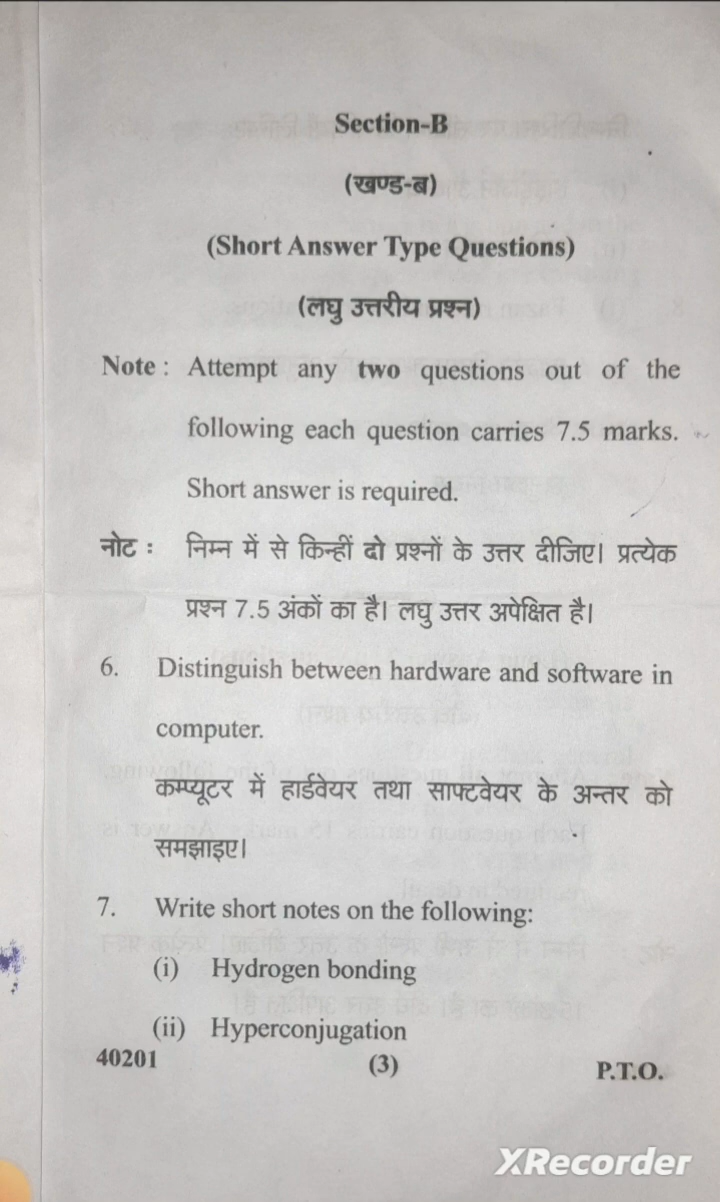 Section-B
(खण्ड-ब)
(Short Answer Type Questions)
(लघु उत्तरीय प्रश्न)
Note : Attempt any two questions out of the
following each question carries 7.5 marks.
Short answer is required.
नोट : निम्न में से किन्हीं दो प्रश्नों के उत्तर दीजिए। प्रत्येक
प्रश्न 7.5 अंकों का है। लघु उत्तर अपेक्षित है।
6. Distinguish between hardware and software in
computer.
कम्प्यूटर में हार्डवेयर तथा साफ्टवेयर के अन्तर को
समझाइए।
7. Write short notes on the following:
(i) Hydrogen bonding
(ii) Hyperconjugation
40201 (3) P.T.O.
XRecorder